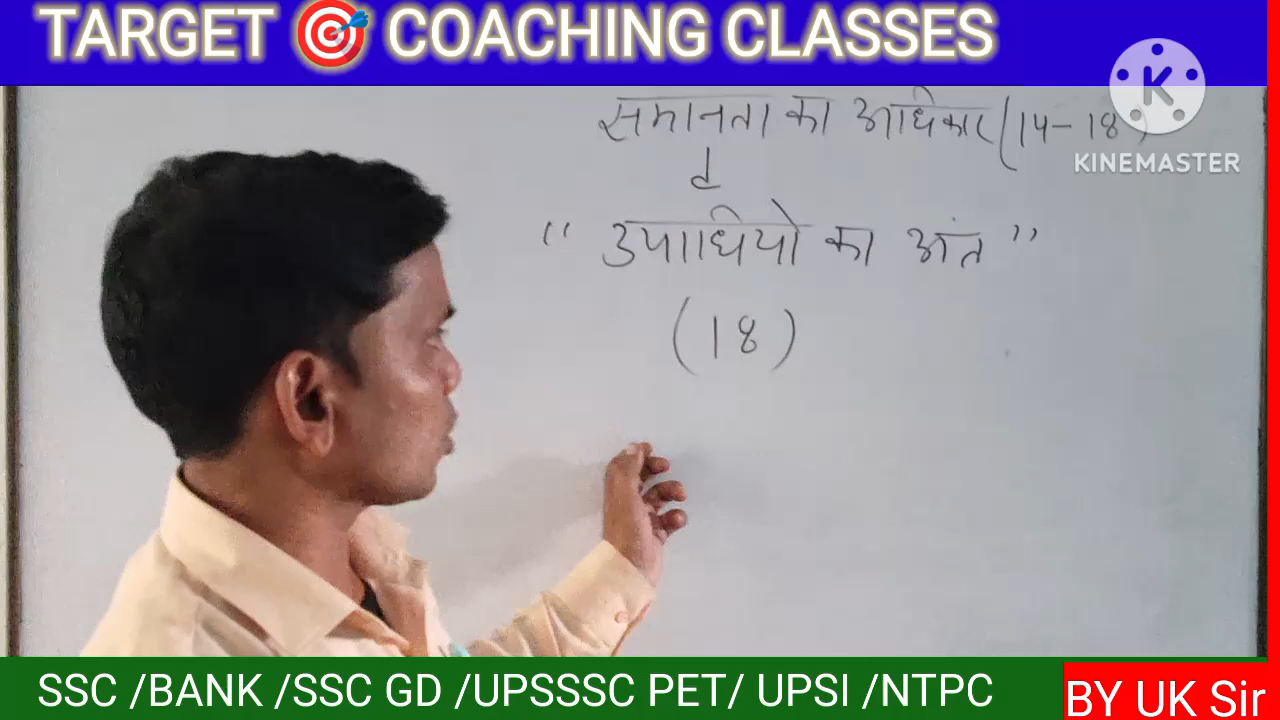 TARGET 🎯 COACHING CLASSES
K
KINEMASTER
समानता का अधिकार (14-18)
" उपाधियो का अंत "
(18)
SSC /BANK /SSC GD /UPSSSC PET/ UPSI /NTPC
BY UK Sir